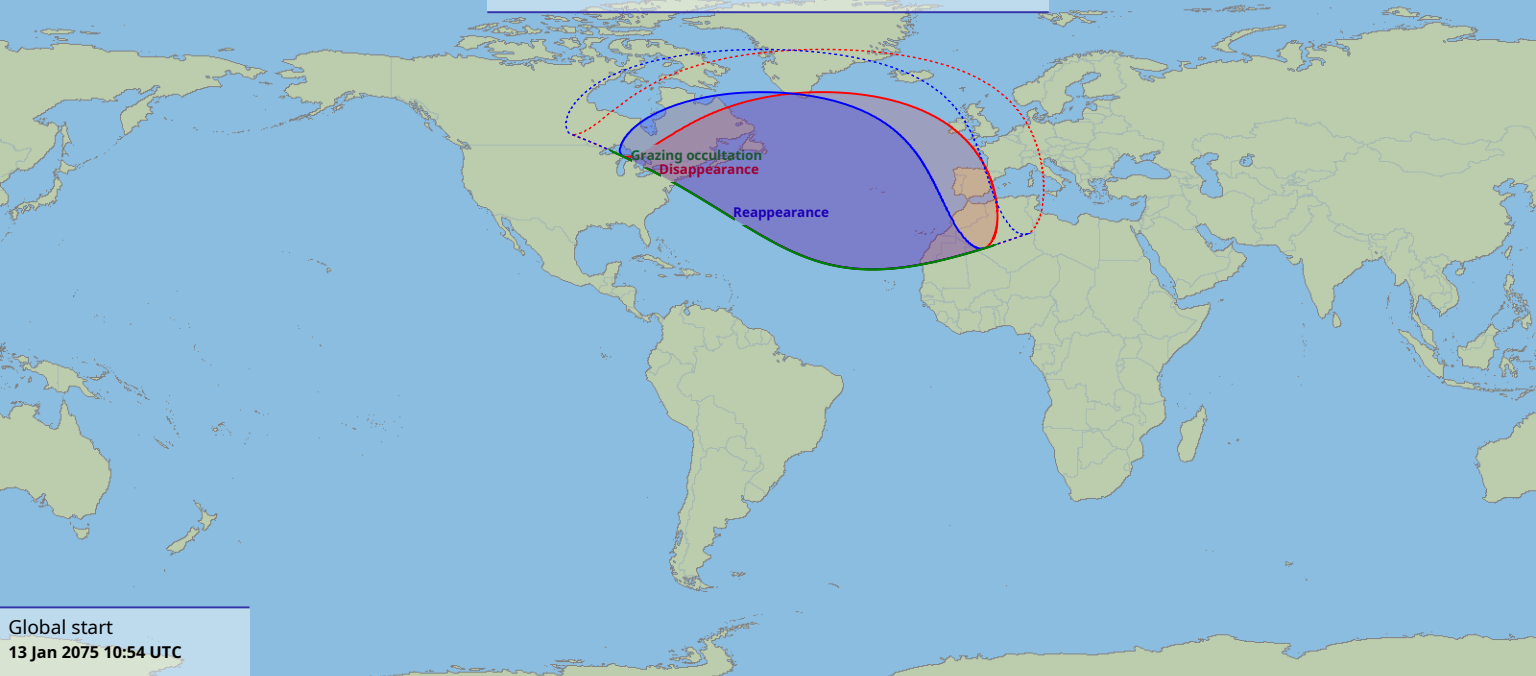 Grazing occultation
Disappearance
Reappearance
Global start
13 Jan 2075 10:54 UTC